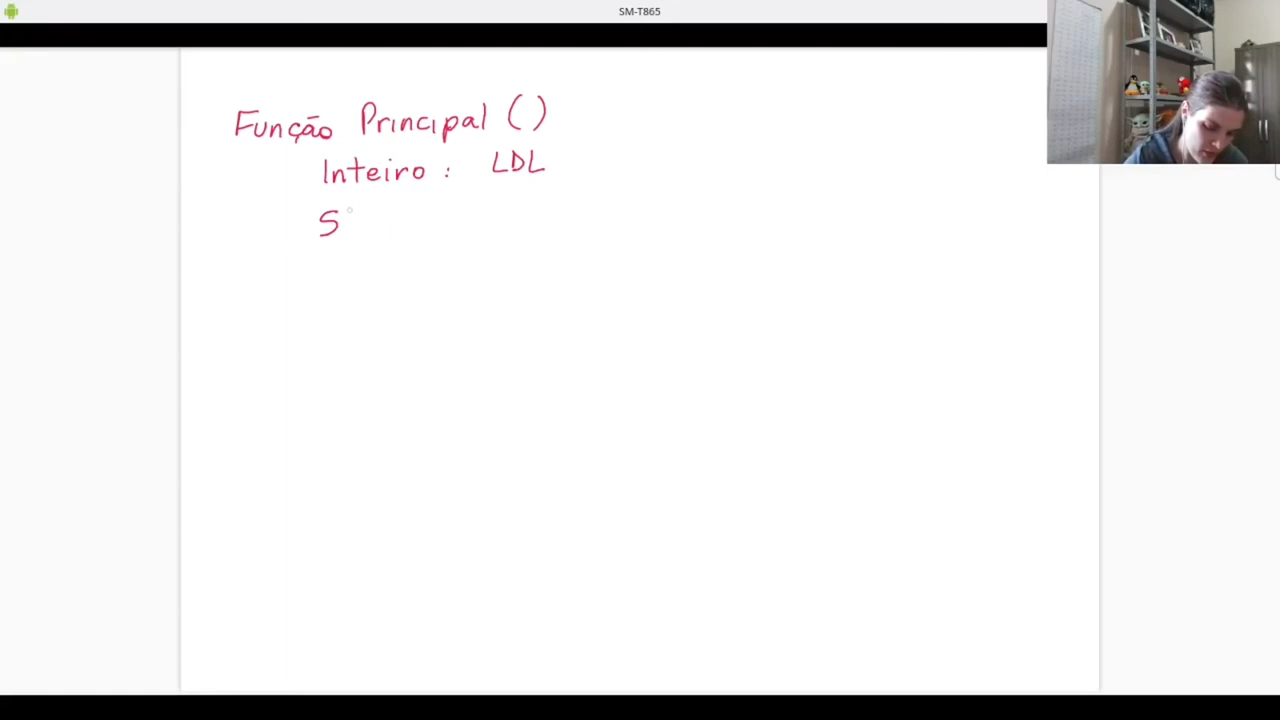 SM-T865
Função Principal ( )
Inteiro : LDL
S